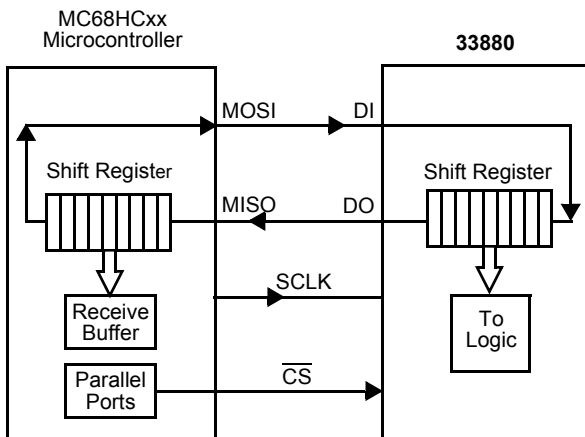 MC68HCxx
Microcontroller
33880
MOSI
DI
Shift Register
Shift Register
MISO
DO
SCLK
Receive
Buffer
To
Logic
Parallel
Ports
CS